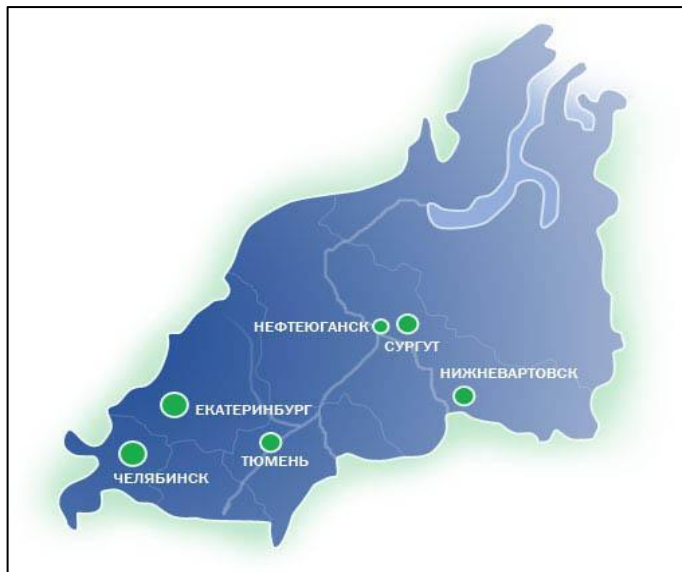 НЕФТЕЮГАНСК
СУРГУТ
НИЖНЕВАРТОВСК
ЕКАТЕРИНБУРГ
ТЮМЕНЬ
ЧЕЛЯБИНСК